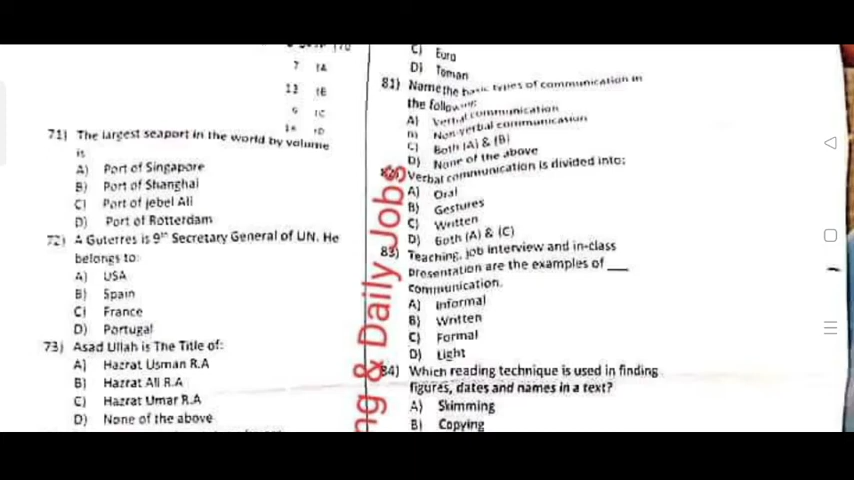 7 1A
13 1B
9 1C
1D
71) The largest seaport in the world by volume
is
A) Port of Singapore
B) Port of Shanghai
C) Port of jebel Ali
D) Port of Rotterdam
72) A Guterres is 9th Secretary General of UN. He
belongs to:
A) USA
B) Spain
C) France
D) Portugal
73) Asad Ullah is The Title of:
A) Hazrat Usman R.A
B) Hazrat Ali R.A
C) Hazrat Umar R.A
D) None of the above
C) Euro
D) Toman
81) Name the basic types of communication in
the following:
A) Verbal communication
B) Non-verbal communication
C) Both (A) & (B)
D) None of the above
82) Verbal communication is divided into:
A) Oral
B) Gestures
C) Written
D) Both (A) & (C)
83) Teaching, job interview and in-class
presentation are the examples of ___
communication.
A) Informal
B) Written
C) Formal
D) Light
84) Which reading technique is used in finding
figures, dates and names in a text?
A) Skimming
B) Copying
ng & Daily Jobs